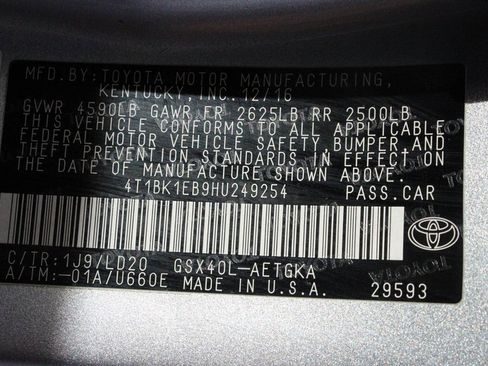 MFD.BY:TOYOTA MOTOR MANUFACTURING,
KENTUCKY, INC. 12/16
GVWR 4590LB GAWR FR 2625LB RR 2500LB
THIS VEHICLE CONFORMS TO ALL APPLICABLE
FEDERAL MOTOR VEHICLE SAFETY,BUMPER,AND
THEFT PREVENTION STANDARDS IN EFFECT ON
THE DATE OF MANUFACTURE SHOWN ABOVE.
4T1BK1EB9HU249254 PASS.CAR
C/TR:1J9/LD20 GSX40L-AETGKA
A/TM:-01A/U660E MADE IN U.S.A. 29593
TOYOTA